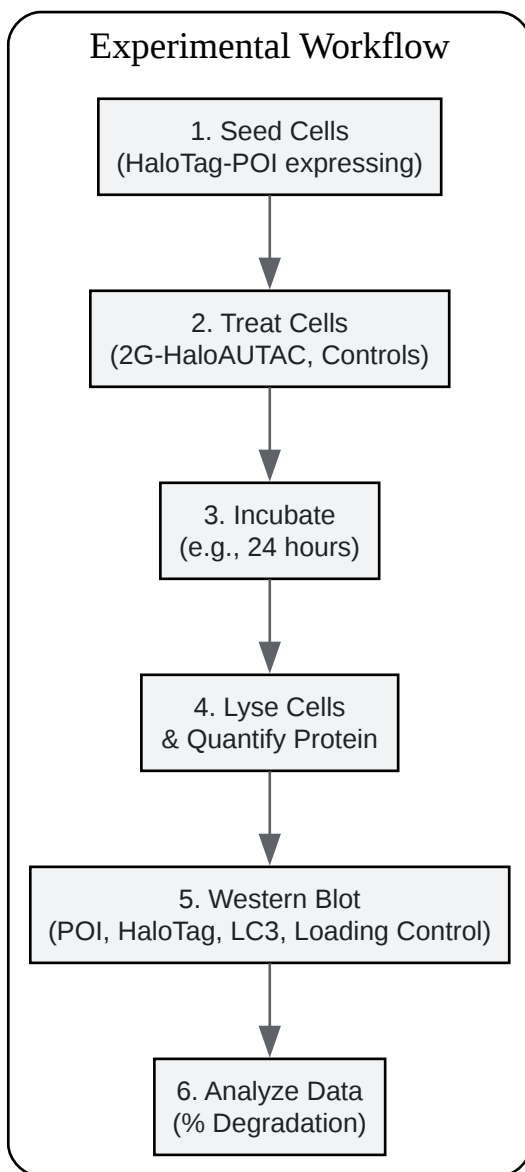 Experimental Workflow
1. Seed Cells
(HaloTag-POI expressing)
2. Treat Cells
(2G-HaloAUTAC, Controls)
3. Incubate
(e.g., 24 hours)
4. Lyse Cells
& Quantify Protein
5. Western Blot
(POI, HaloTag, LC3, Loading Control)
6. Analyze Data
(% Degradation)